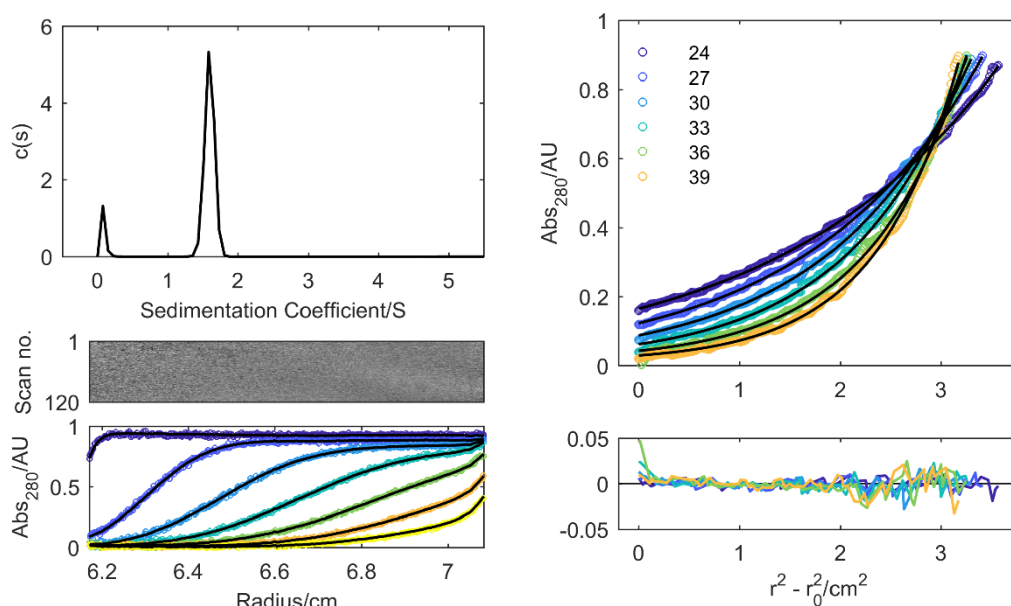 6
4
2
0
c(s)
0 1 2 3 4 5
Sedimentation Coefficient/S
Scan no.
1
120
1
0.5
0
Abs280/AU
6.2 6.4 6.6 6.8 7
Radius/cm
1
0.8
0.6
0.4
0.2
0
Abs280/AU
24
27
30
33
36
39
0 1 2 3
0.05
0
-0.05
0 1 2 3
r² - r₀²/cm²